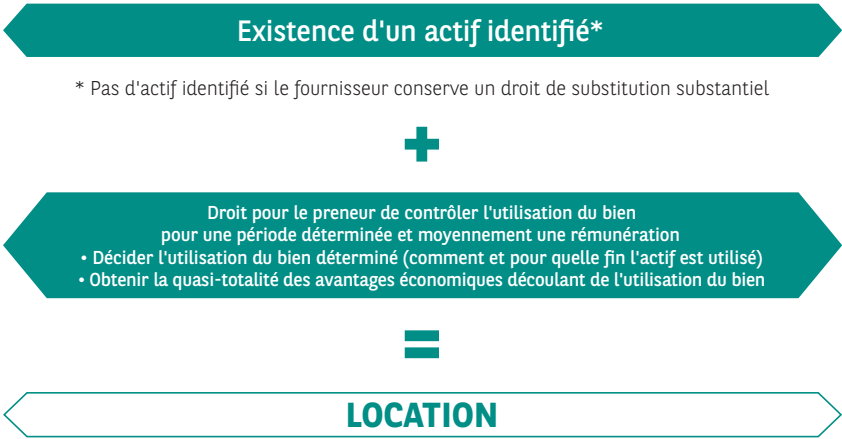 Existence d'un actif identifié*
* Pas d'actif identifié si le fournisseur conserve un droit de substitution substantiel
+
Droit pour le preneur de contrôler l'utilisation du bien
pour une période déterminée et moyennement une rémunération
• Décider l'utilisation du bien déterminé (comment et pour quelle fin l'actif est utilisé)
• Obtenir la quasi-totalité des avantages économiques découlant de l'utilisation du bien
=
LOCATION